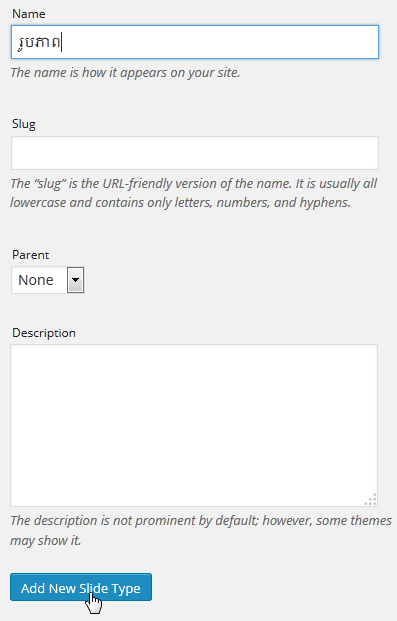 Name
រូបភាព
The name is how it appears on your site.
Slug
The “slug” is the URL-friendly version of the name. It is usually all
lowercase and contains only letters, numbers, and hyphens.
Parent
None
Description
The description is not prominent by default; however, some themes
may show it.
Add New Slide Type